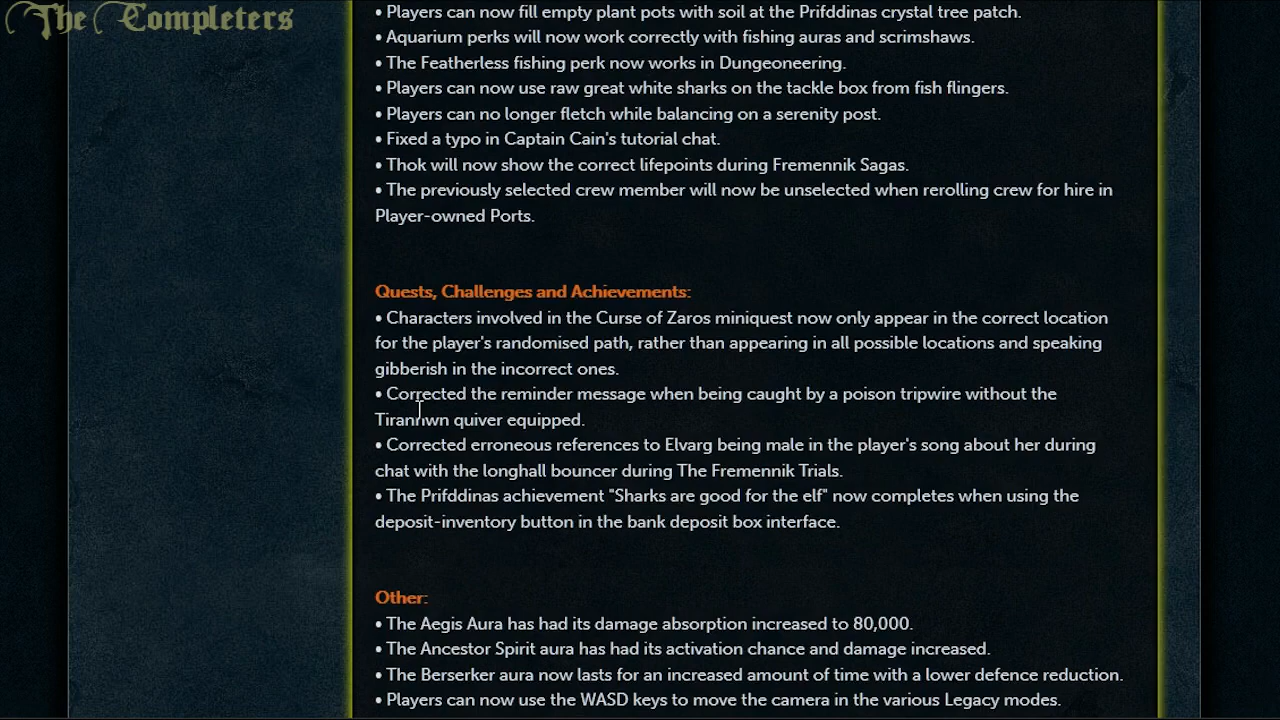 The Completers
• Players can now fill empty plant pots with soil at the Prifddinas crystal tree patch.
• Aquarium perks will now work correctly with fishing auras and scrimshaws.
• The Featherless fishing perk now works in Dungeoneering.
• Players can now use raw great white sharks on the tackle box from fish flingers.
• Players can no longer fletch while balancing on a serenity post.
• Fixed a typo in Captain Cain's tutorial chat.
• Thok will now show the correct lifepoints during Fremennik Sagas.
• The previously selected crew member will now be unselected when rerolling crew for hire in
Player-owned Ports.
Quests, Challenges and Achievements:
• Characters involved in the Curse of Zaros miniquest now only appear in the correct location
for the player's randomised path, rather than appearing in all possible locations and speaking
gibberish in the incorrect ones.
• Corrected the reminder message when being caught by a poison tripwire without the
Tirannwn quiver equipped.
• Corrected erroneous references to Elvarg being male in the player's song about her during
chat with the longhall bouncer during The Fremennik Trials.
• The Prifddinas achievement "Sharks are good for the elf" now completes when using the
deposit-inventory button in the bank deposit box interface.
Other:
• The Aegis Aura has had its damage absorption increased to 80,000.
• The Ancestor Spirit aura has had its activation chance and damage increased.
• The Berserker aura now lasts for an increased amount of time with a lower defence reduction.
• Players can now use the WASD keys to move the camera in the various Legacy modes.